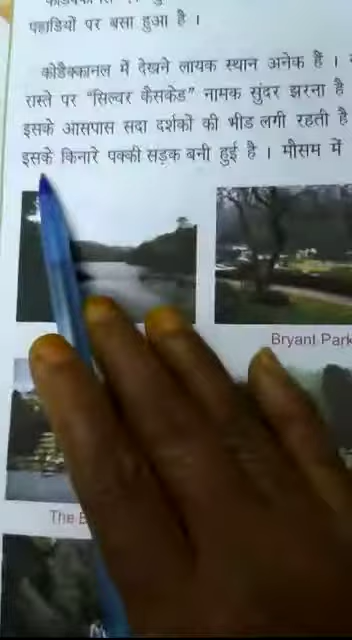 पहाड़ियों पर बसा हुआ है ।
कोडैक्कानल में देखने लायक स्थान अनेक हैं ।
रास्ते पर “सिल्वर कैसकेड” नामक सुंदर झरना है
इसके आसपास सदा दर्शकों की भीड लगी रहती है
इसके किनारे पक्की सड़क बनी हुई है । मौसम में
Bryant Park
The